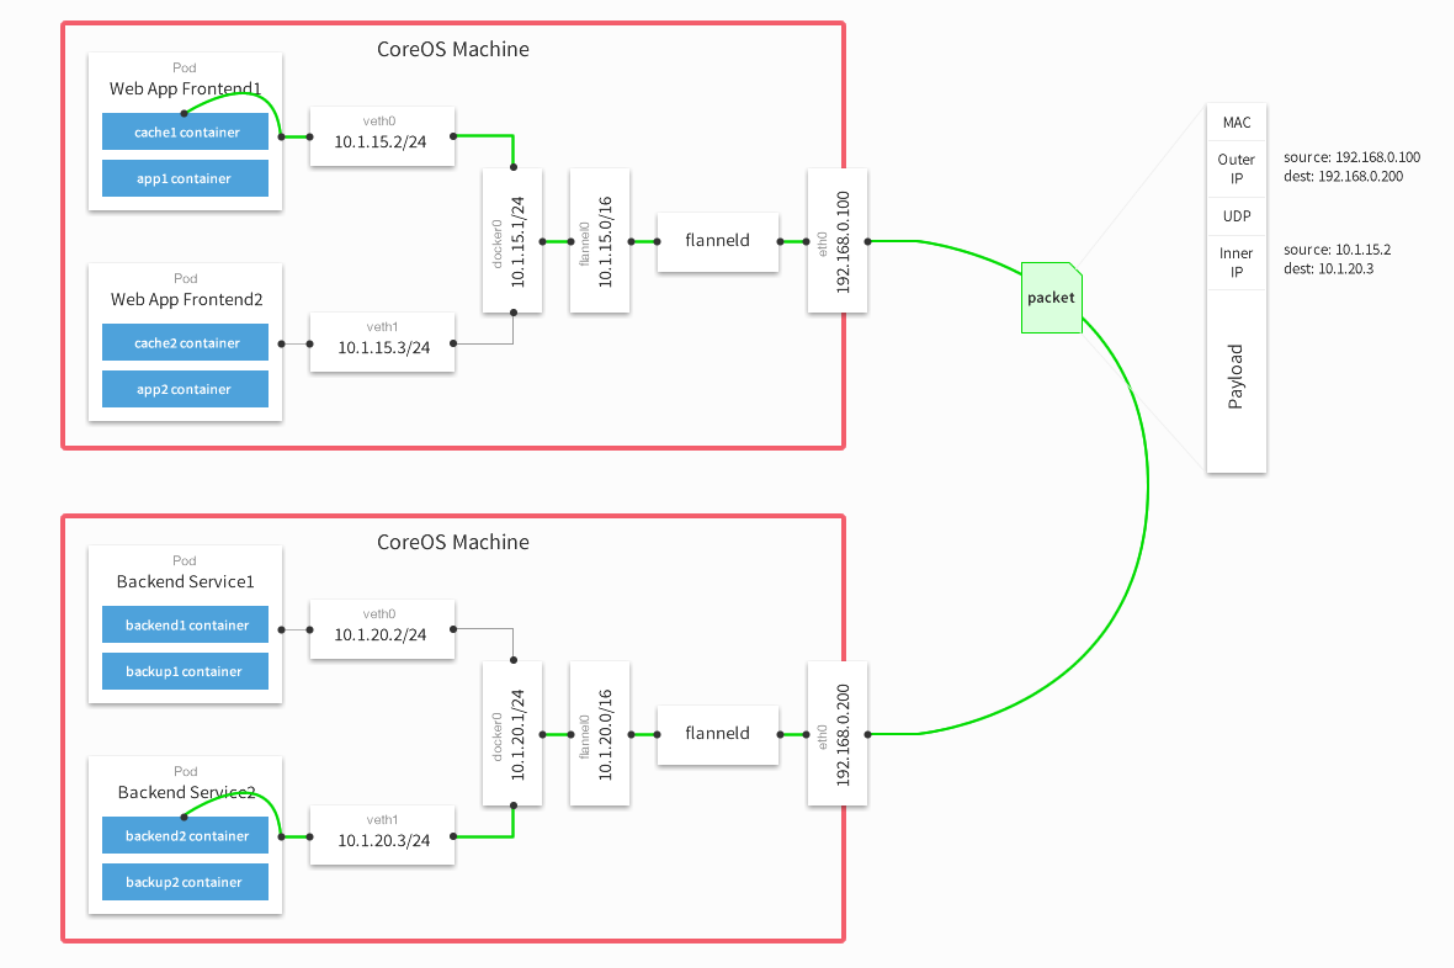 CoreOS Machine
Pod
Web App Frontend1
cache1 container
app1 container
veth0
10.1.15.2/24
Pod
Web App Frontend2
cache2 container
app2 container
veth1
10.1.15.3/24
docker0
10.1.15.1/24
flannel0
10.1.15.0/16
flanneld
eth0
192.168.0.100
packet
MAC
Outer
IP
source: 192.168.0.100
dest: 192.168.0.200
UDP
Inner
IP
source: 10.1.15.2
dest: 10.1.20.3
Payload
CoreOS Machine
Pod
Backend Service1
backend1 container
backup1 container
veth0
10.1.20.2/24
Pod
Backend Service2
backend2 container
backup2 container
veth1
10.1.20.3/24
docker0
10.1.20.1/24
flannel0
10.1.20.0/16
flanneld
eth0
192.168.0.200